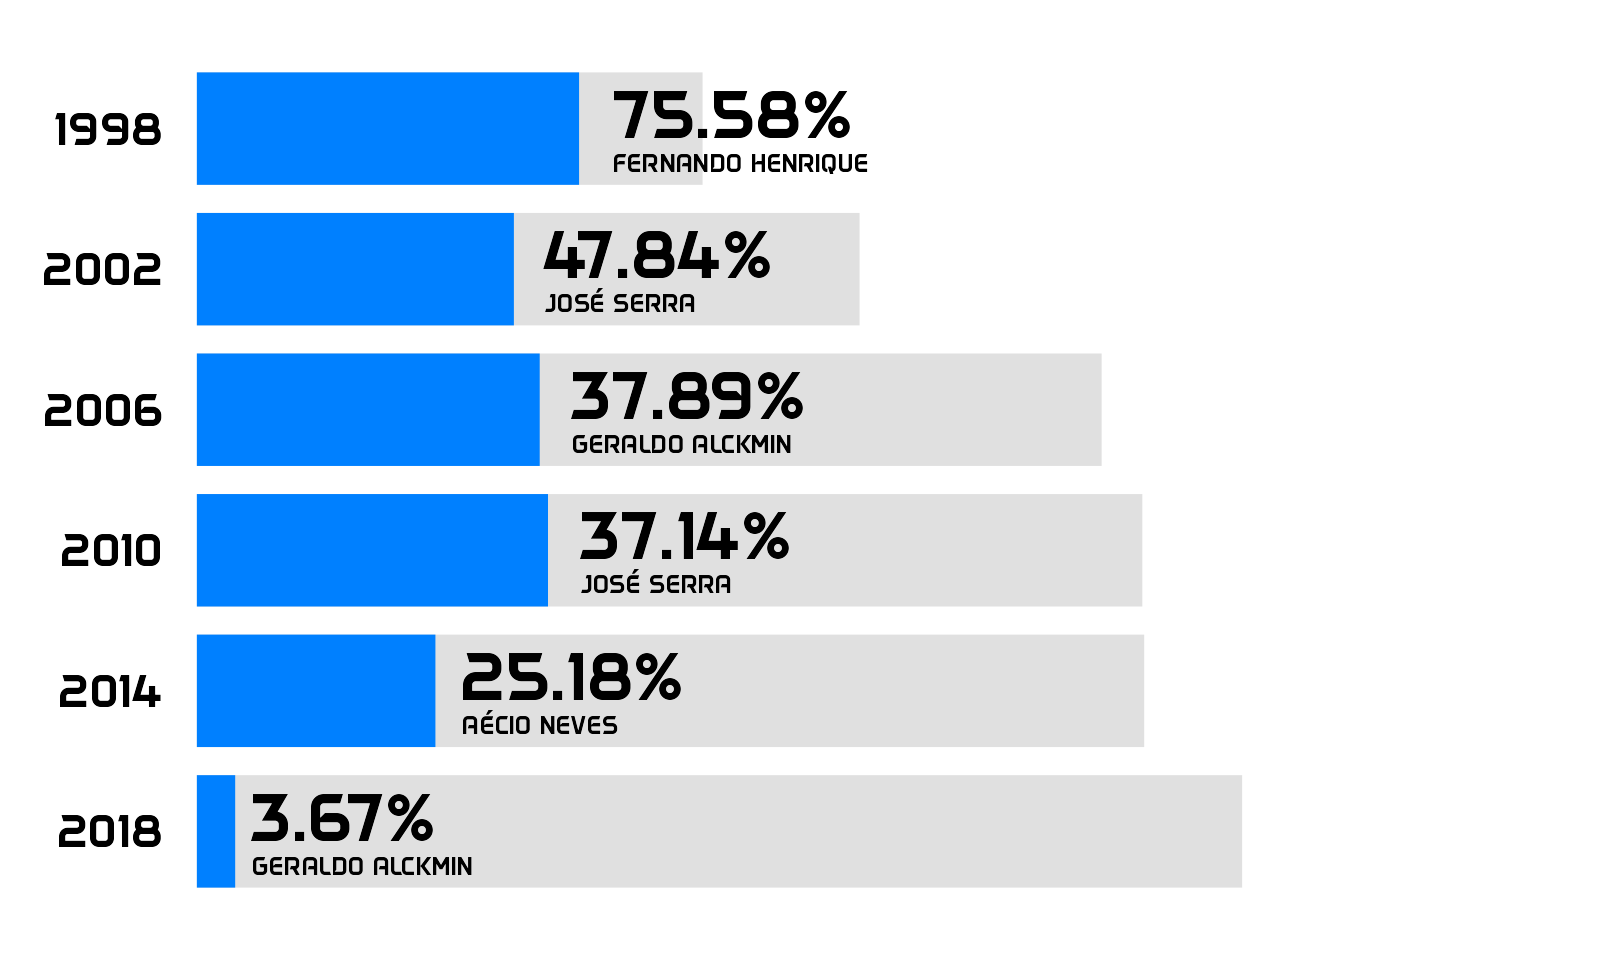 1998
75.58%
FERNANDO HENRIQUE
2002
47.84%
JOSÉ SERRA
2006
37.89%
GERALDO ALCKMIN
2010
37.14%
JOSÉ SERRA
2014
25.18%
AÉCIO NEVES
2018
3.67%
GERALDO ALCKMIN